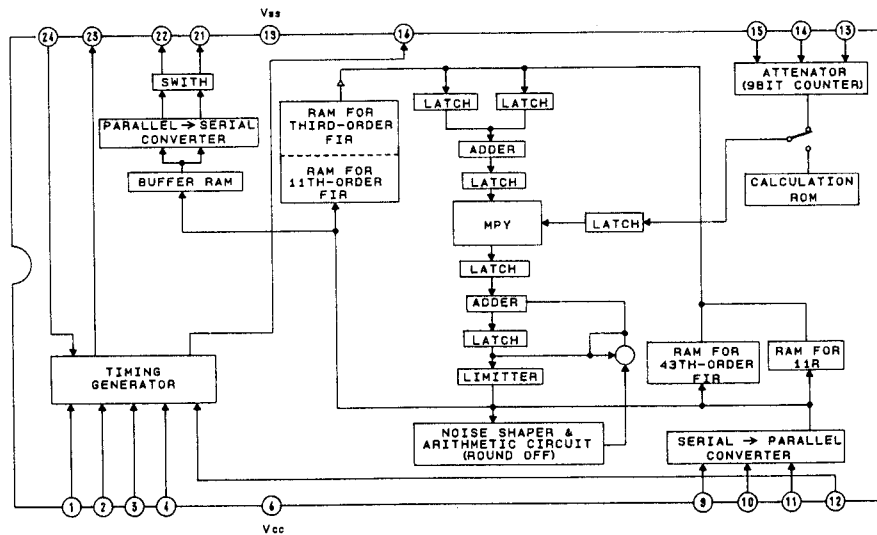 Vss
24 23 22 21 19 16 15 14 13
SWITH
PARALLEL → SERIAL
CONVERTER
BUFFER RAM
RAM FOR
THIRD-ORDER
FIR
RAM FOR
11TH-ORDER
FIR
LATCH LATCH
ADDER
LATCH
MPY
LATCH
LATCH
ADDER
LATCH
LIMITTER
NOISE SHAPER &
ARITHMETIC CIRCUIT
(ROUND OFF)
ATTENATOR
(9BIT COUNTER)
CALCULATION
ROM
TIMING
GENERATOR
RAM FOR
43TH-ORDER
FIR
RAM FOR
11R
SERIAL → PARALLEL
CONVERTER
1 2 3 4 6 9 10 11 12
Vcc